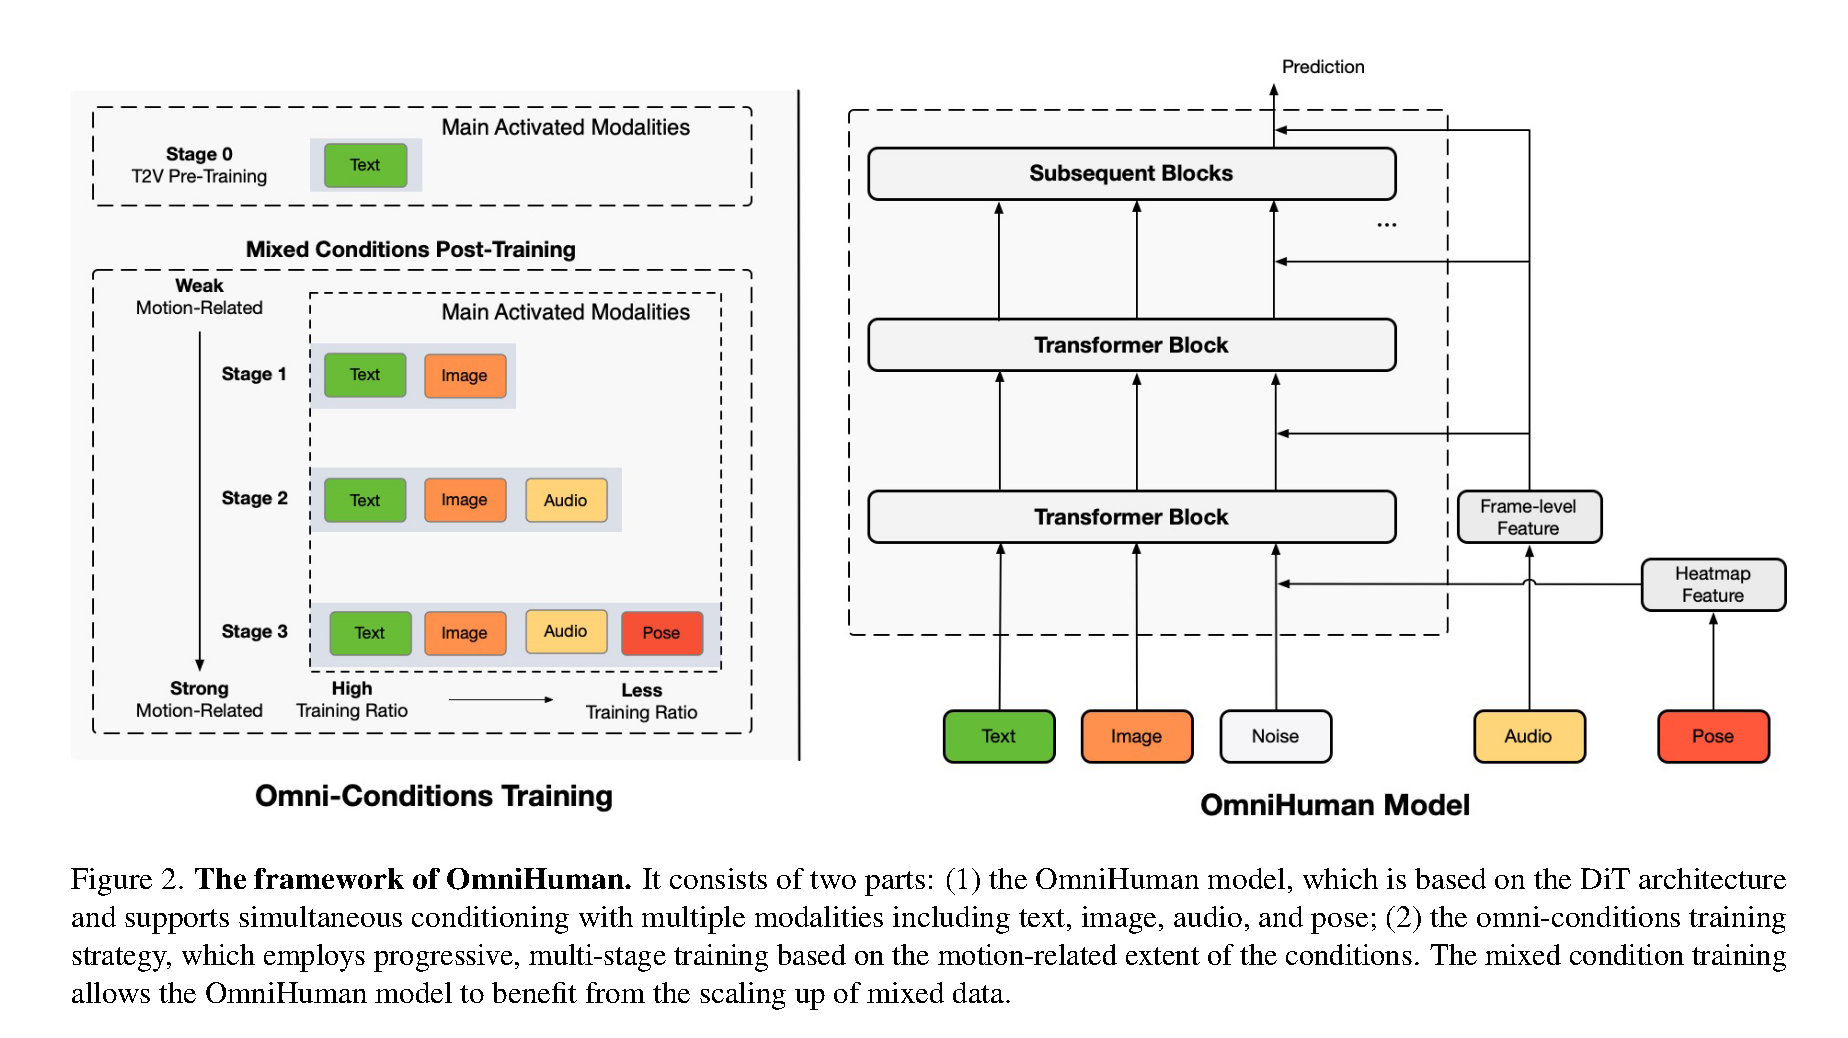 Main Activated Modalities
Stage 0
T2V Pre-Training
Text
Mixed Conditions Post-Training
Weak
Motion-Related
Main Activated Modalities
Stage 1
Text
Image
Stage 2
Text
Image
Audio
Stage 3
Text
Image
Audio
Pose
Strong
Motion-Related
High
Training Ratio
Less
Training Ratio
Omni-Conditions Training
Prediction
Subsequent Blocks
...
Transformer Block
Transformer Block
Frame-level
Feature
Heatmap
Feature
Text
Image
Noise
Audio
Pose
OmniHuman Model
Figure 2. The framework of OmniHuman. It consists of two parts: (1) the OmniHuman model, which is based on the DiT architecture
and supports simultaneous conditioning with multiple modalities including text, image, audio, and pose; (2) the omni-conditions training
strategy, which employs progressive, multi-stage training based on the motion-related extent of the conditions. The mixed condition training
allows the OmniHuman model to benefit from the scaling up of mixed data.